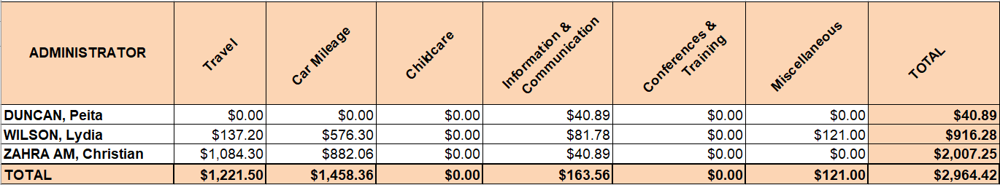 ADMINISTRATOR Travel Car Mileage Childcare Information & Communication Conferences & Training Miscellaneous TOTAL
DUNCAN, Peita $0.00 $0.00 $0.00 $40.89 $0.00 $0.00 $40.89
WILSON, Lydia $137.20 $576.30 $0.00 $81.78 $0.00 $121.00 $916.28
ZAHRA AM, Christian $1,084.30 $882.06 $0.00 $40.89 $0.00 $0.00 $2,007.25
TOTAL $1,221.50 $1,458.36 $0.00 $163.56 $0.00 $121.00 $2,964.42